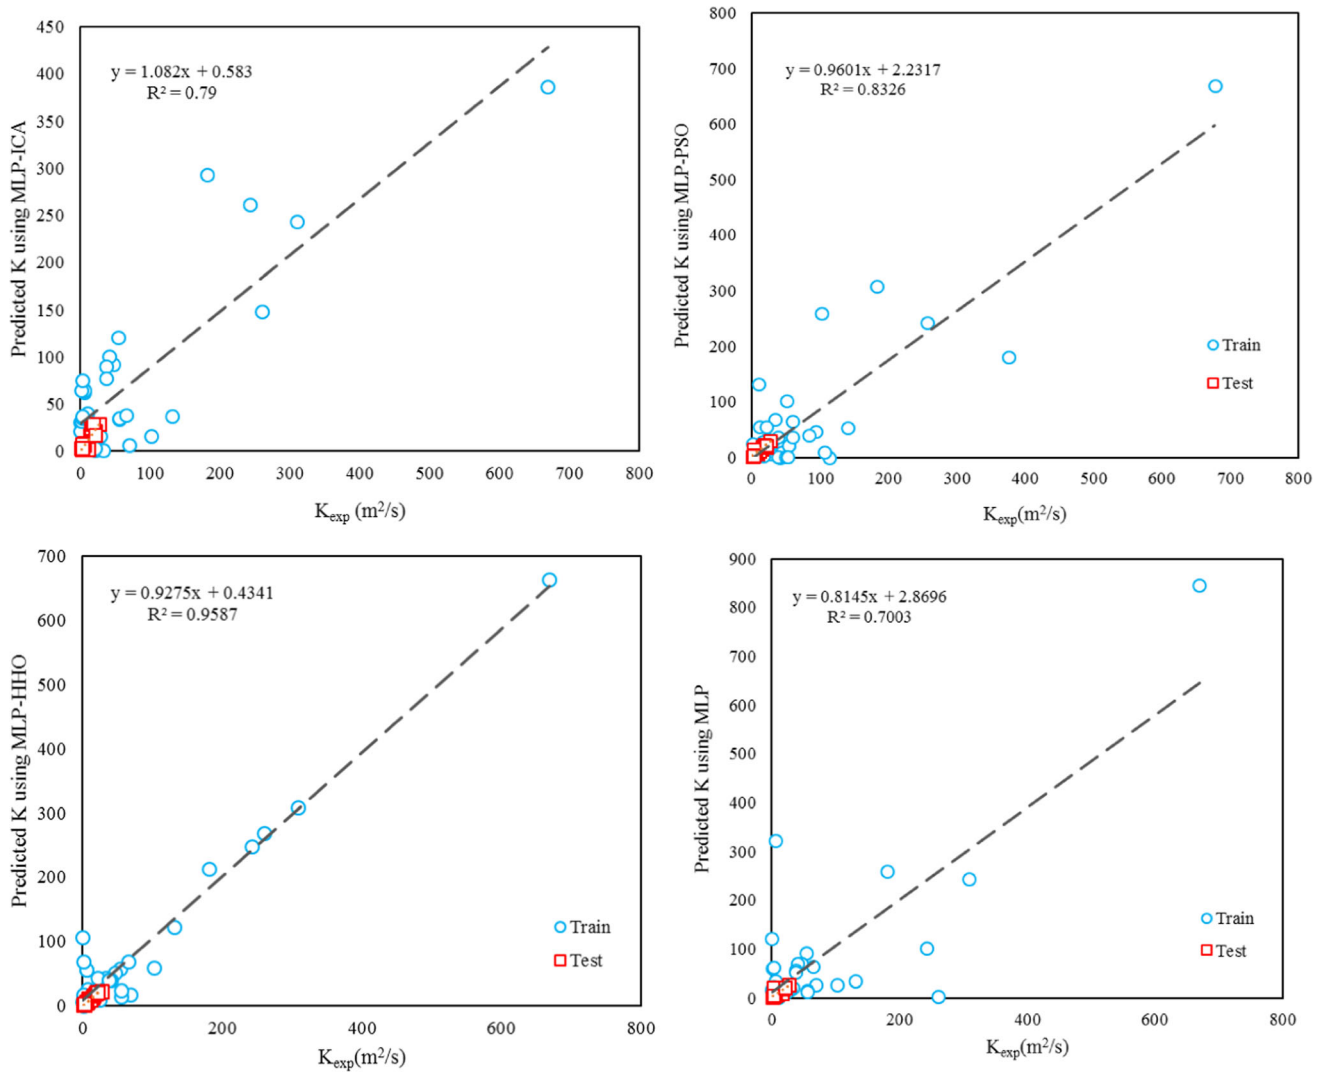 y = 1.082x + 0.583
R² = 0.79
Predicted K using MLP-ICA
450
400
350
300
250
200
150
100
50
0
0 100 200 300 400 500 600 700 800
Kexp (m²/s)
y = 0.9601x + 2.2317
R² = 0.8326
Predicted K using MLP-PSO
800
700
600
500
400
300
200
100
0
Train
Test
0 100 200 300 400 500 600 700 800
Kexp(m²/s)
y = 0.9275x + 0.4341
R² = 0.9587
Predicted K using MLP-HHO
700
600
500
400
300
200
100
0
Train
Test
0 200 400 600 800
Kexp(m²/s)
y = 0.8145x + 2.8696
R² = 0.7003
Predicted K using MLP
900
800
700
600
500
400
300
200
100
0
Train
Test
0 200 400 600 800
Kexp(m²/s)